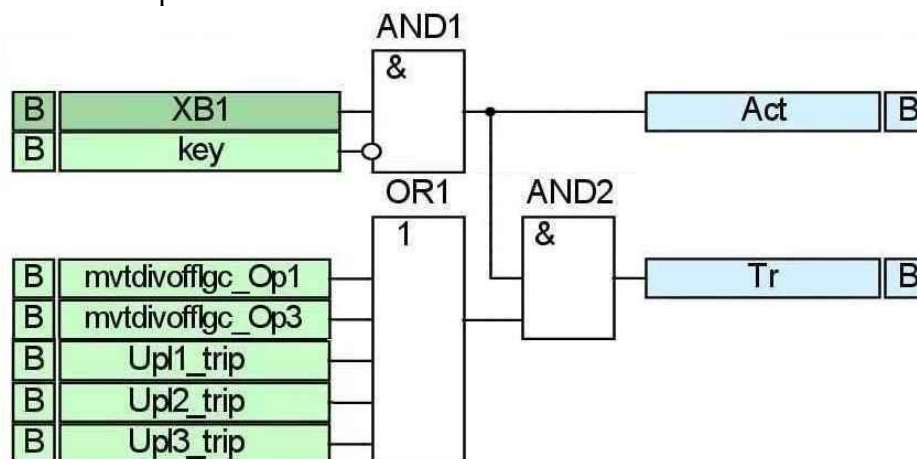 AND1
&
B XB1 Act B
B key
OR1 AND2
1 &
B mvtdivofflgc_Op1 Tr B
B mvtdivofflgc_Op3
B Upl1_trip
B Upl2_trip
B Upl3_trip